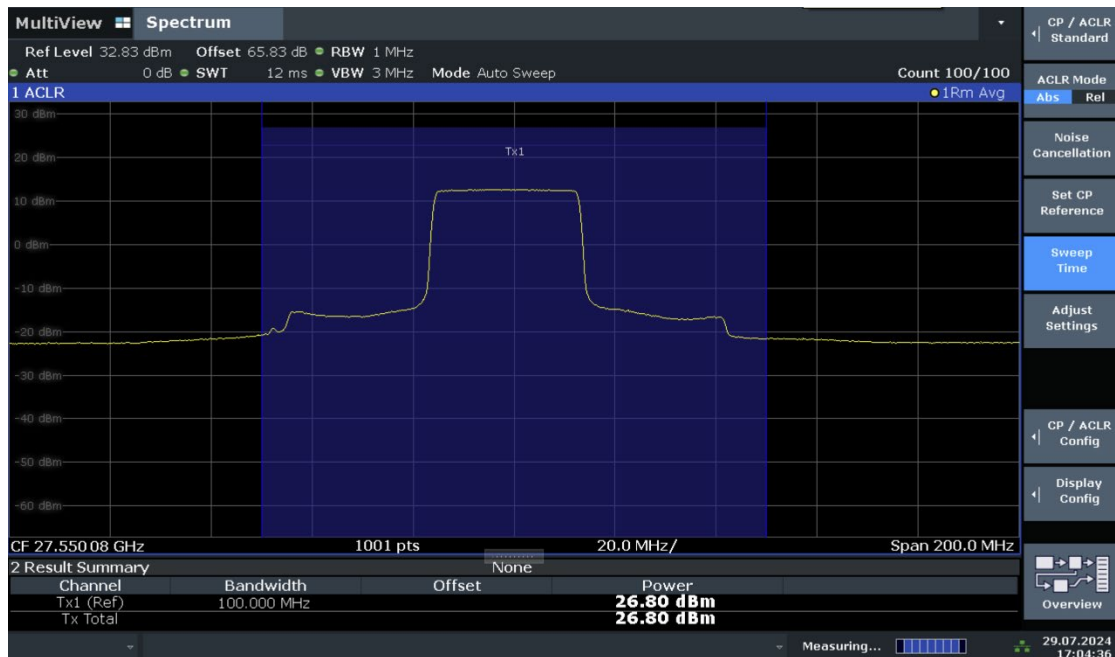 MultiView Spectrum
Ref Level 32.83 dBm Offset 65.83 dB RBW 1 MHz
Att 0 dB SWT 12 ms VBW 3 MHz Mode Auto Sweep Count 100/100
1 ACLR 1Rm Avg
30 dBm
Tx1
20 dBm
10 dBm
0 dBm
-10 dBm
-20 dBm
-30 dBm
-40 dBm
-50 dBm
-60 dBm
CF 27.550 08 GHz 1001 pts 20.0 MHz/ Span 200.0 MHz
2 Result Summary None
Channel Bandwidth Offset Power
Tx1 (Ref) 100.000 MHz 26.80 dBm
Tx Total 26.80 dBm
Measuring... 29.07.2024
17:04:36
CP / ACLR
Standard
ACLR Mode
Abs Rel
Noise
Cancellation
Set CP
Reference
Sweep
Time
Adjust
Settings
CP / ACLR
Config
Display
Config
Overview